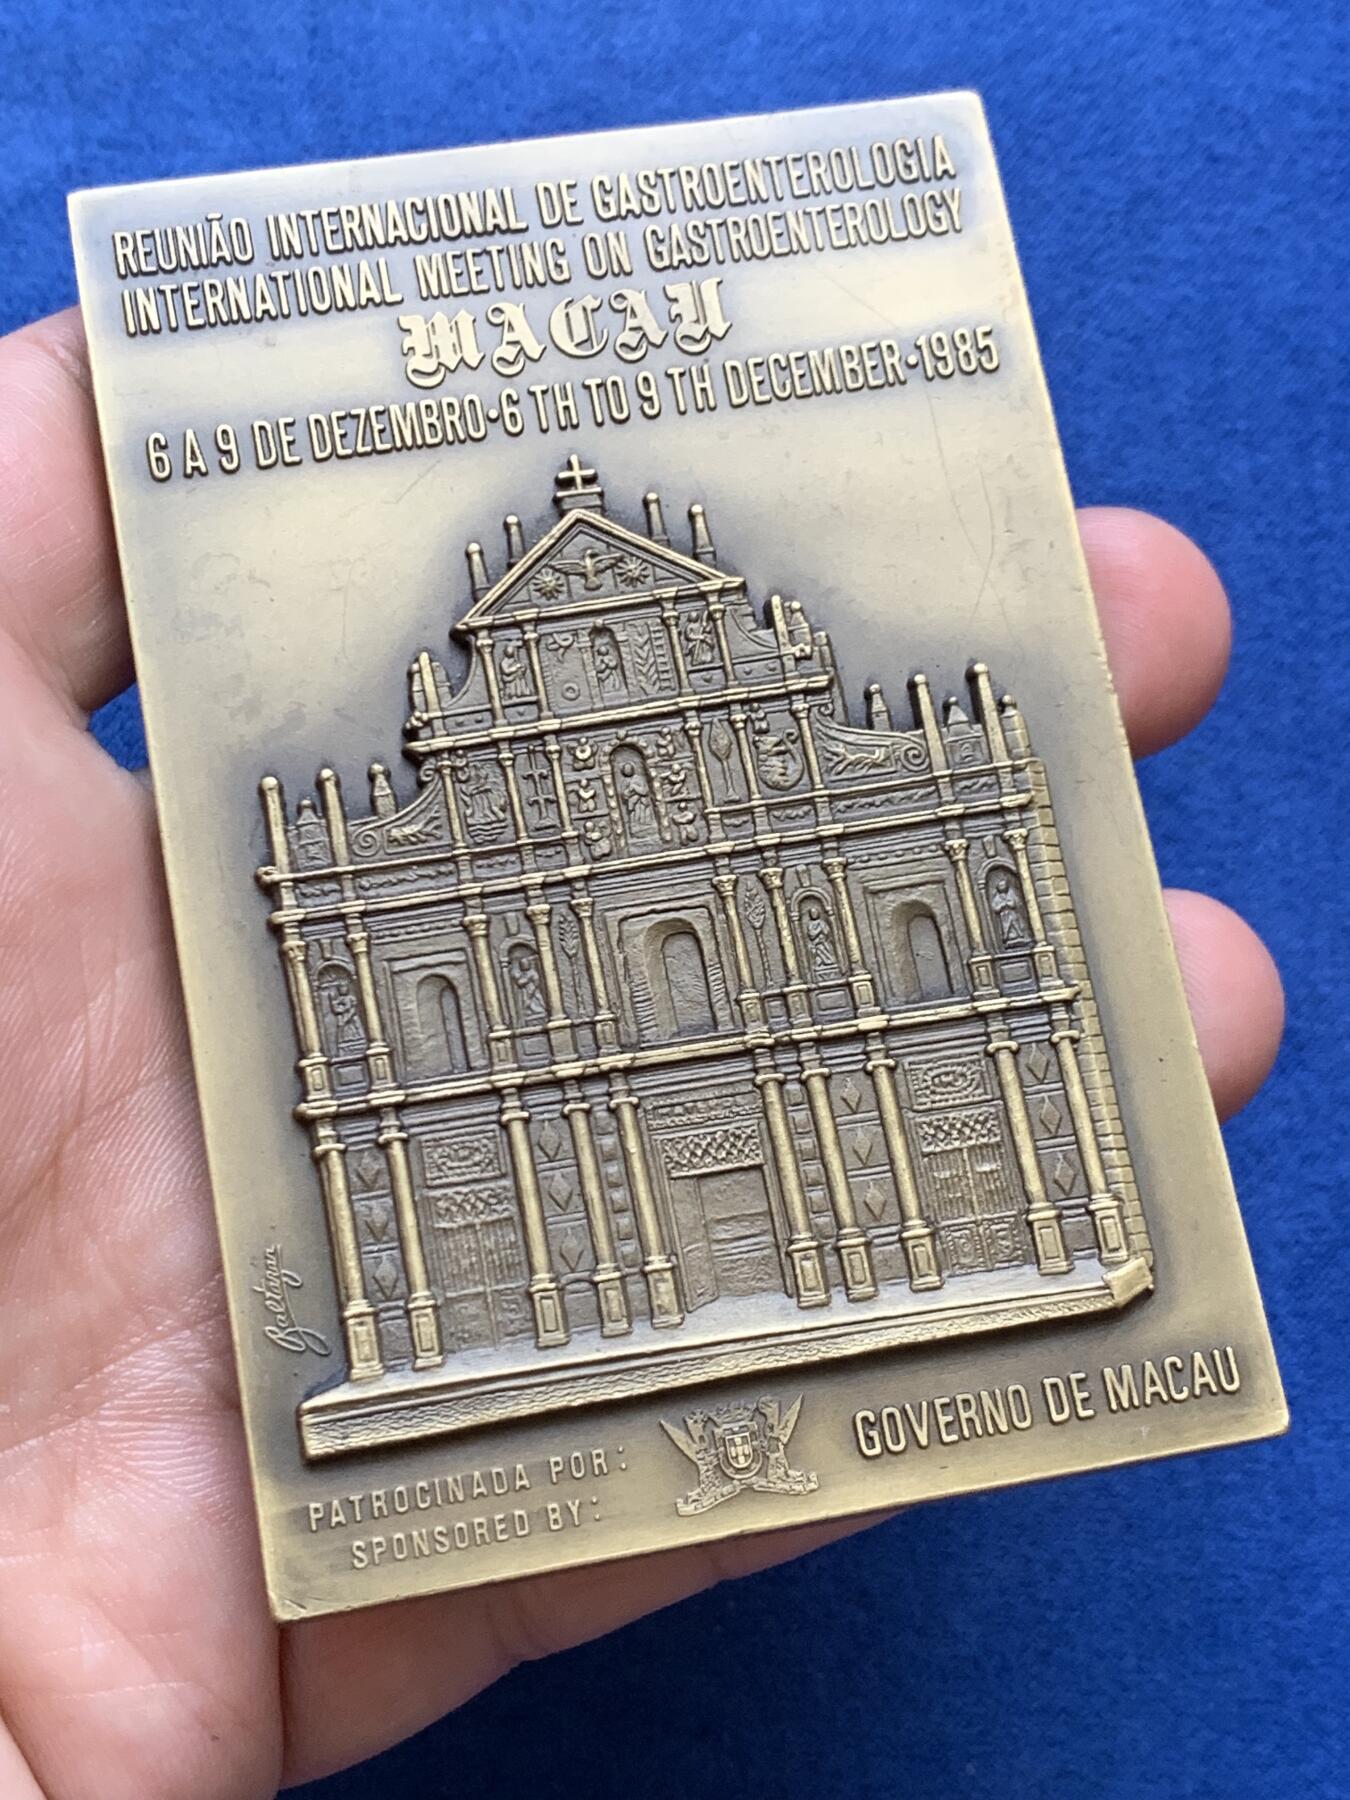 REUNIÃO INTERNACIONAL DE GASTROENTEROLOGIA
INTERNATIONAL MEETING ON GASTROENTEROLOGY
MACAU
6 A 9 DE DEZEMBRO·6 TH TO 9 TH DECEMBER·1985
Baltazar
PATROCINADA POR:
SPONSORED BY:
GOVERNO DE MACAU